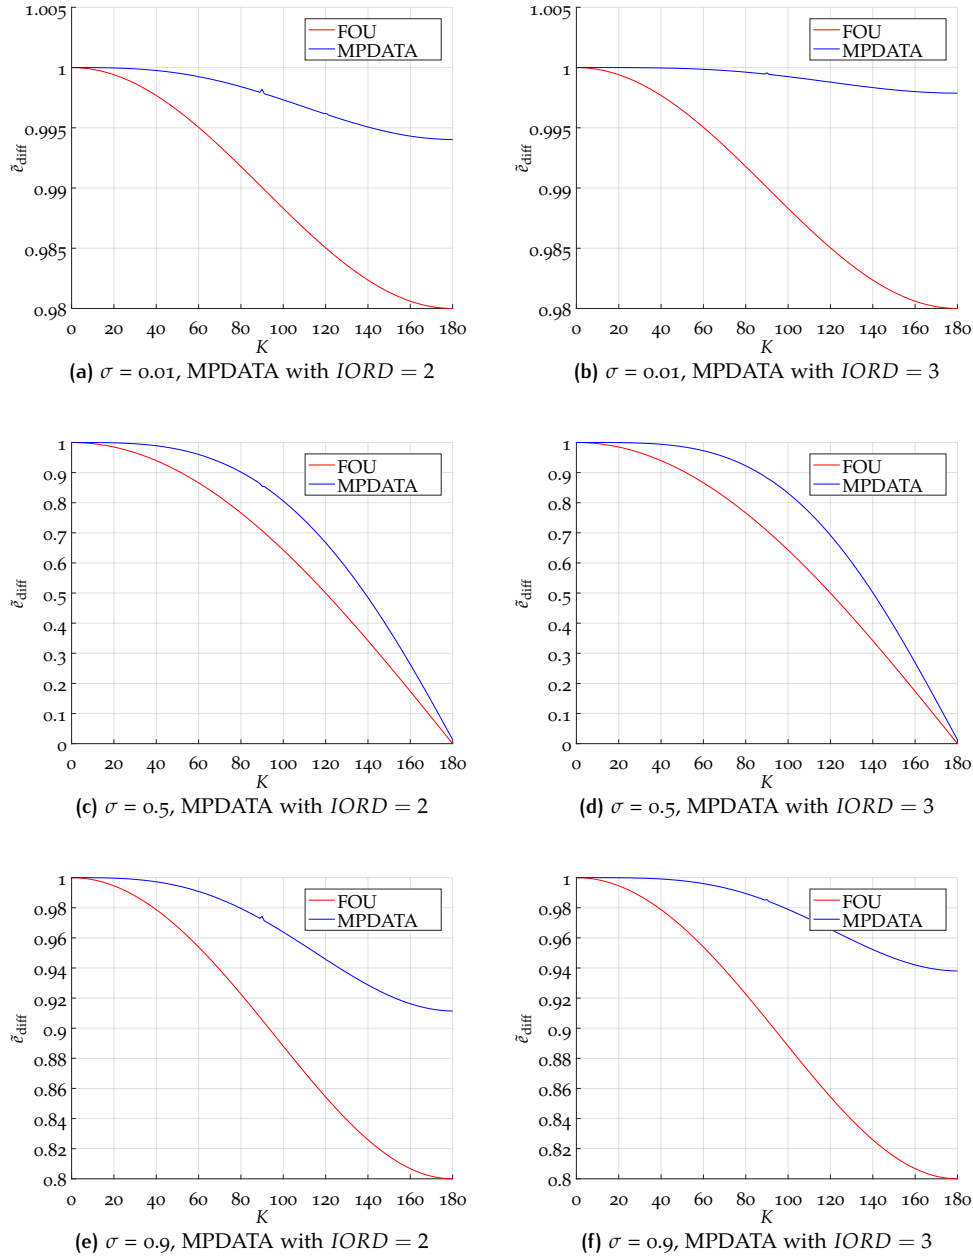 1.005
1
0.995
0.99
0.985
0.98
ẽdiff
0 20 40 60 80 100 120 140 160 180
K
FOU
MPDATA
(a) σ = 0.01, MPDATA with IORD = 2
1.005
1
0.995
0.99
0.985
0.98
ẽdiff
0 20 40 60 80 100 120 140 160 180
K
FOU
MPDATA
(b) σ = 0.01, MPDATA with IORD = 3
1
0.9
0.8
0.7
0.6
0.5
0.4
0.3
0.2
0.1
0
ẽdiff
0 20 40 60 80 100 120 140 160 180
K
FOU
MPDATA
(c) σ = 0.5, MPDATA with IORD = 2
1
0.9
0.8
0.7
0.6
0.5
0.4
0.3
0.2
0.1
0
ẽdiff
0 20 40 60 80 100 120 140 160 180
K
FOU
MPDATA
(d) σ = 0.5, MPDATA with IORD = 3
1
0.98
0.96
0.94
0.92
0.9
0.88
0.86
0.84
0.82
0.8
ẽdiff
0 20 40 60 80 100 120 140 160 180
K
FOU
MPDATA
(e) σ = 0.9, MPDATA with IORD = 2
1
0.98
0.96
0.94
0.92
0.9
0.88
0.86
0.84
0.82
0.8
ẽdiff
0 20 40 60 80 100 120 140 160 180
K
FOU
MPDATA
(f) σ = 0.9, MPDATA with IORD = 3